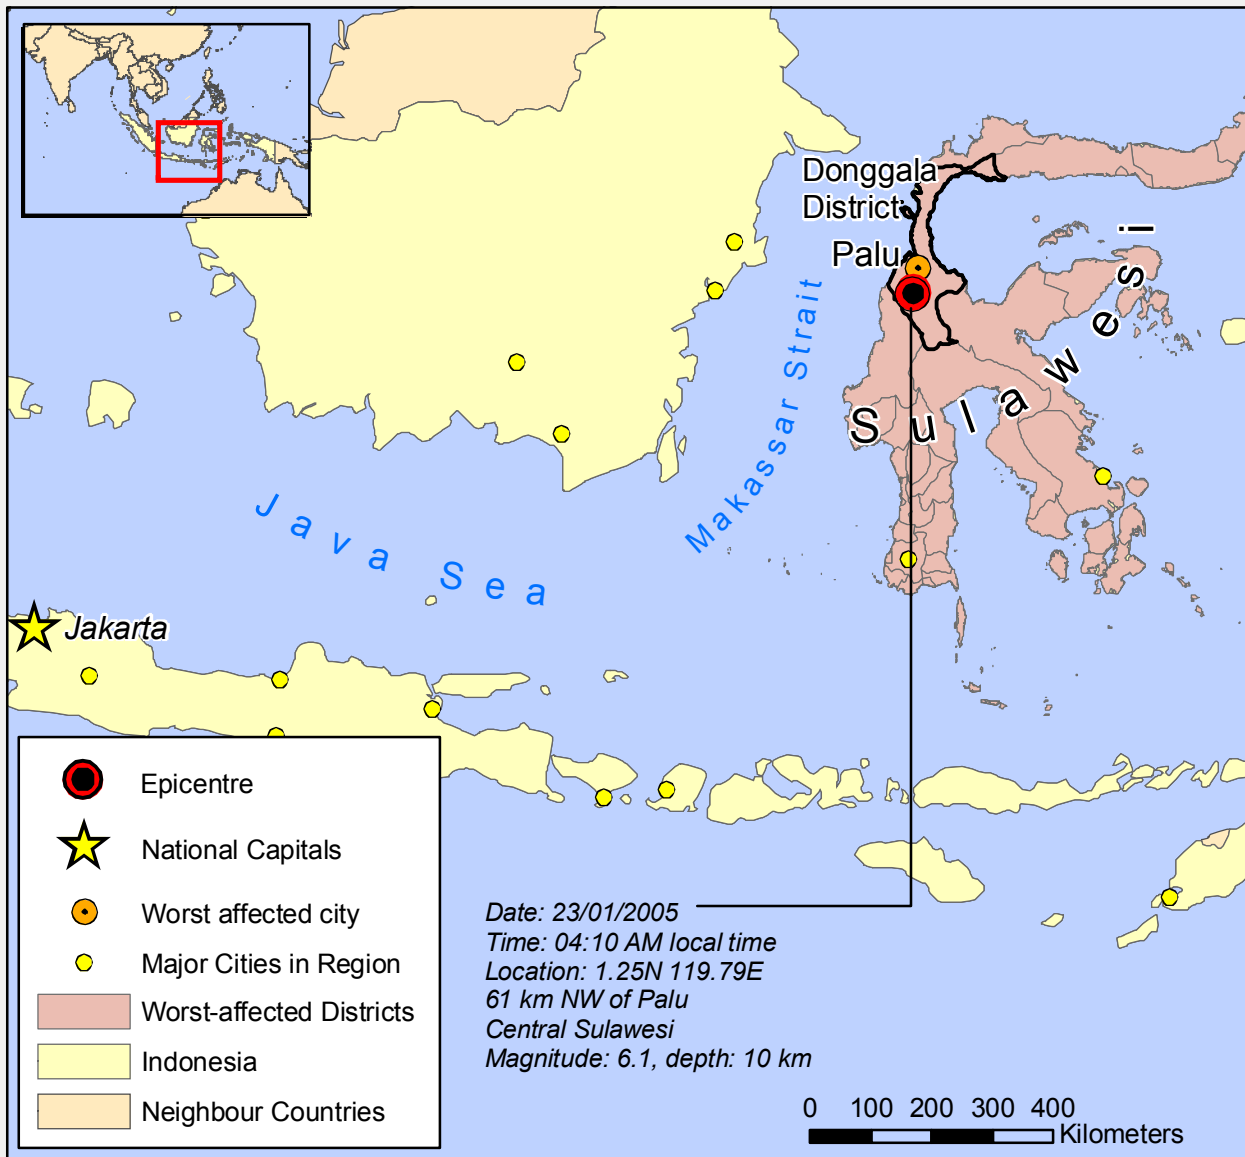 Donggala
District
Palu
Sulawesi
Makassar Strait
Java Sea
Jakarta
Epicentre
National Capitals
Worst affected city
Major Cities in Region
Worst-affected Districts
Indonesia
Neighbour Countries
Date: 23/01/2005
Time: 04:10 AM local time
Location: 1.25N 119.79E
61 km NW of Palu
Central Sulawesi
Magnitude: 6.1, depth: 10 km
0 100 200 300 400
Kilometers